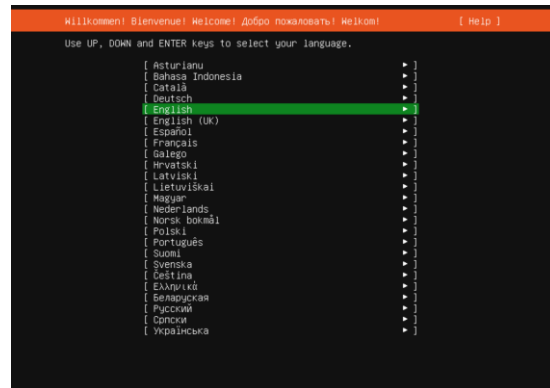 Willkommen! Bienvenue! Welcome! Добро пожаловать! Welkom! [ Help ]
Use UP, DOWN and ENTER keys to select your language.
[ Asturianu ► ]
[ Bahasa Indonesia ► ]
[ Català ► ]
[ Deutsch ► ]
[ English ► ]
[ English (UK) ► ]
[ Español ► ]
[ Français ► ]
[ Galego ► ]
[ Hrvatski ► ]
[ Latviski ► ]
[ Lietuviškai ► ]
[ Magyar ► ]
[ Nederlands ► ]
[ Norsk bokmål ► ]
[ Polski ► ]
[ Português ► ]
[ Suomi ► ]
[ Svenska ► ]
[ Čeština ► ]
[ Ελληνικά ► ]
[ Беларуская ► ]
[ Русский ► ]
[ Српски ► ]
[ Українська ► ]